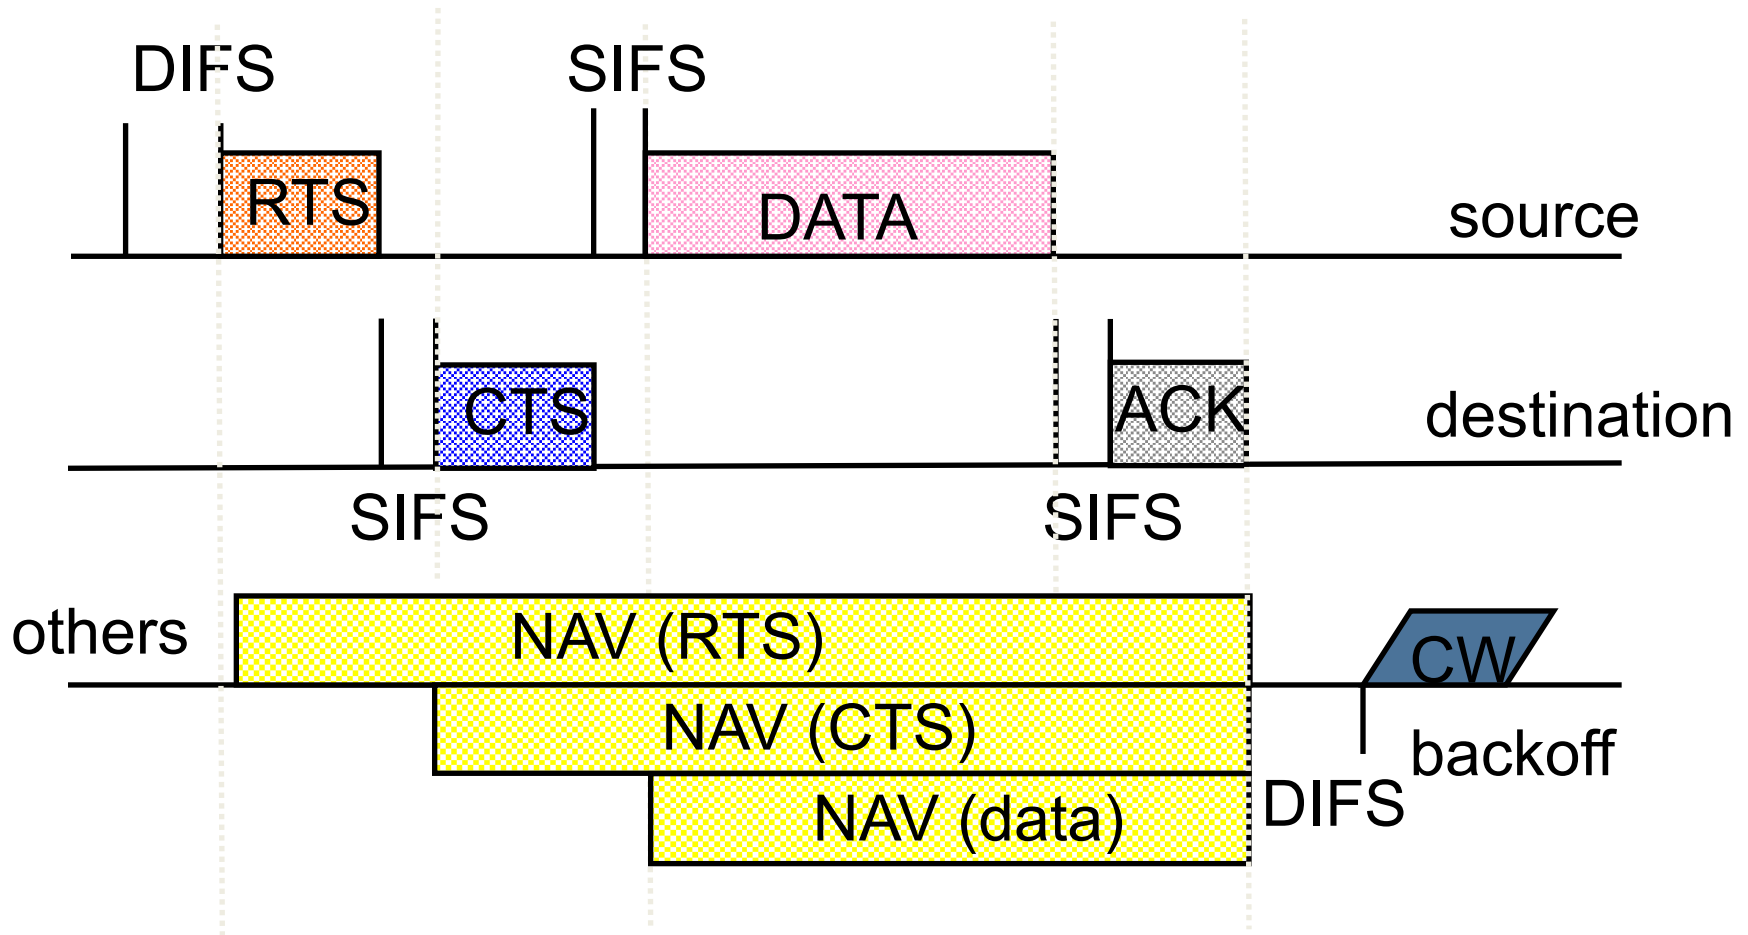 DIFS
SIFS
RTS
DATA
source
CTS
ACK
destination
SIFS
SIFS
others
NAV (RTS)
CW
NAV (CTS)
backoff
NAV (data)
DIFS